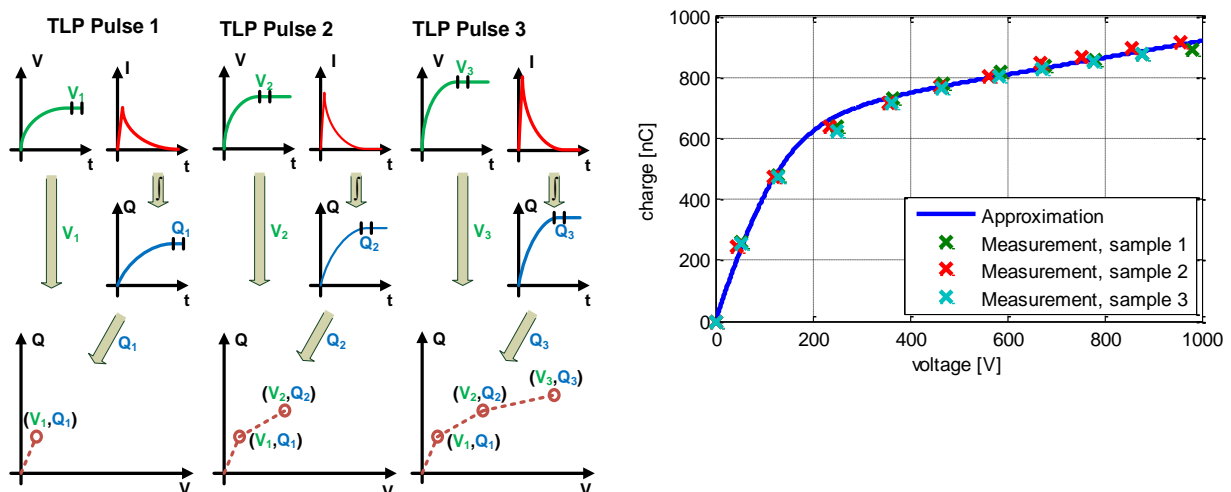 TLP Pulse 1
TLP Pulse 2
TLP Pulse 3
V
V1
t
I
t
V
V2
t
I
t
V
V3
t
I
t
∫
∫
∫
V1
Q
Q1
t
V2
Q
Q2
t
V3
Q
Q3
t
Q1
Q2
Q3
Q
(V1,Q1)
V
Q
(V2,Q2)
(V1,Q1)
V
Q
(V3,Q3)
(V2,Q2)
(V1,Q1)
V
1000
800
600
400
200
0
charge [nC]
Approximation
Measurement, sample 1
Measurement, sample 2
Measurement, sample 3
0
200
400
600
800
1000
voltage [V]